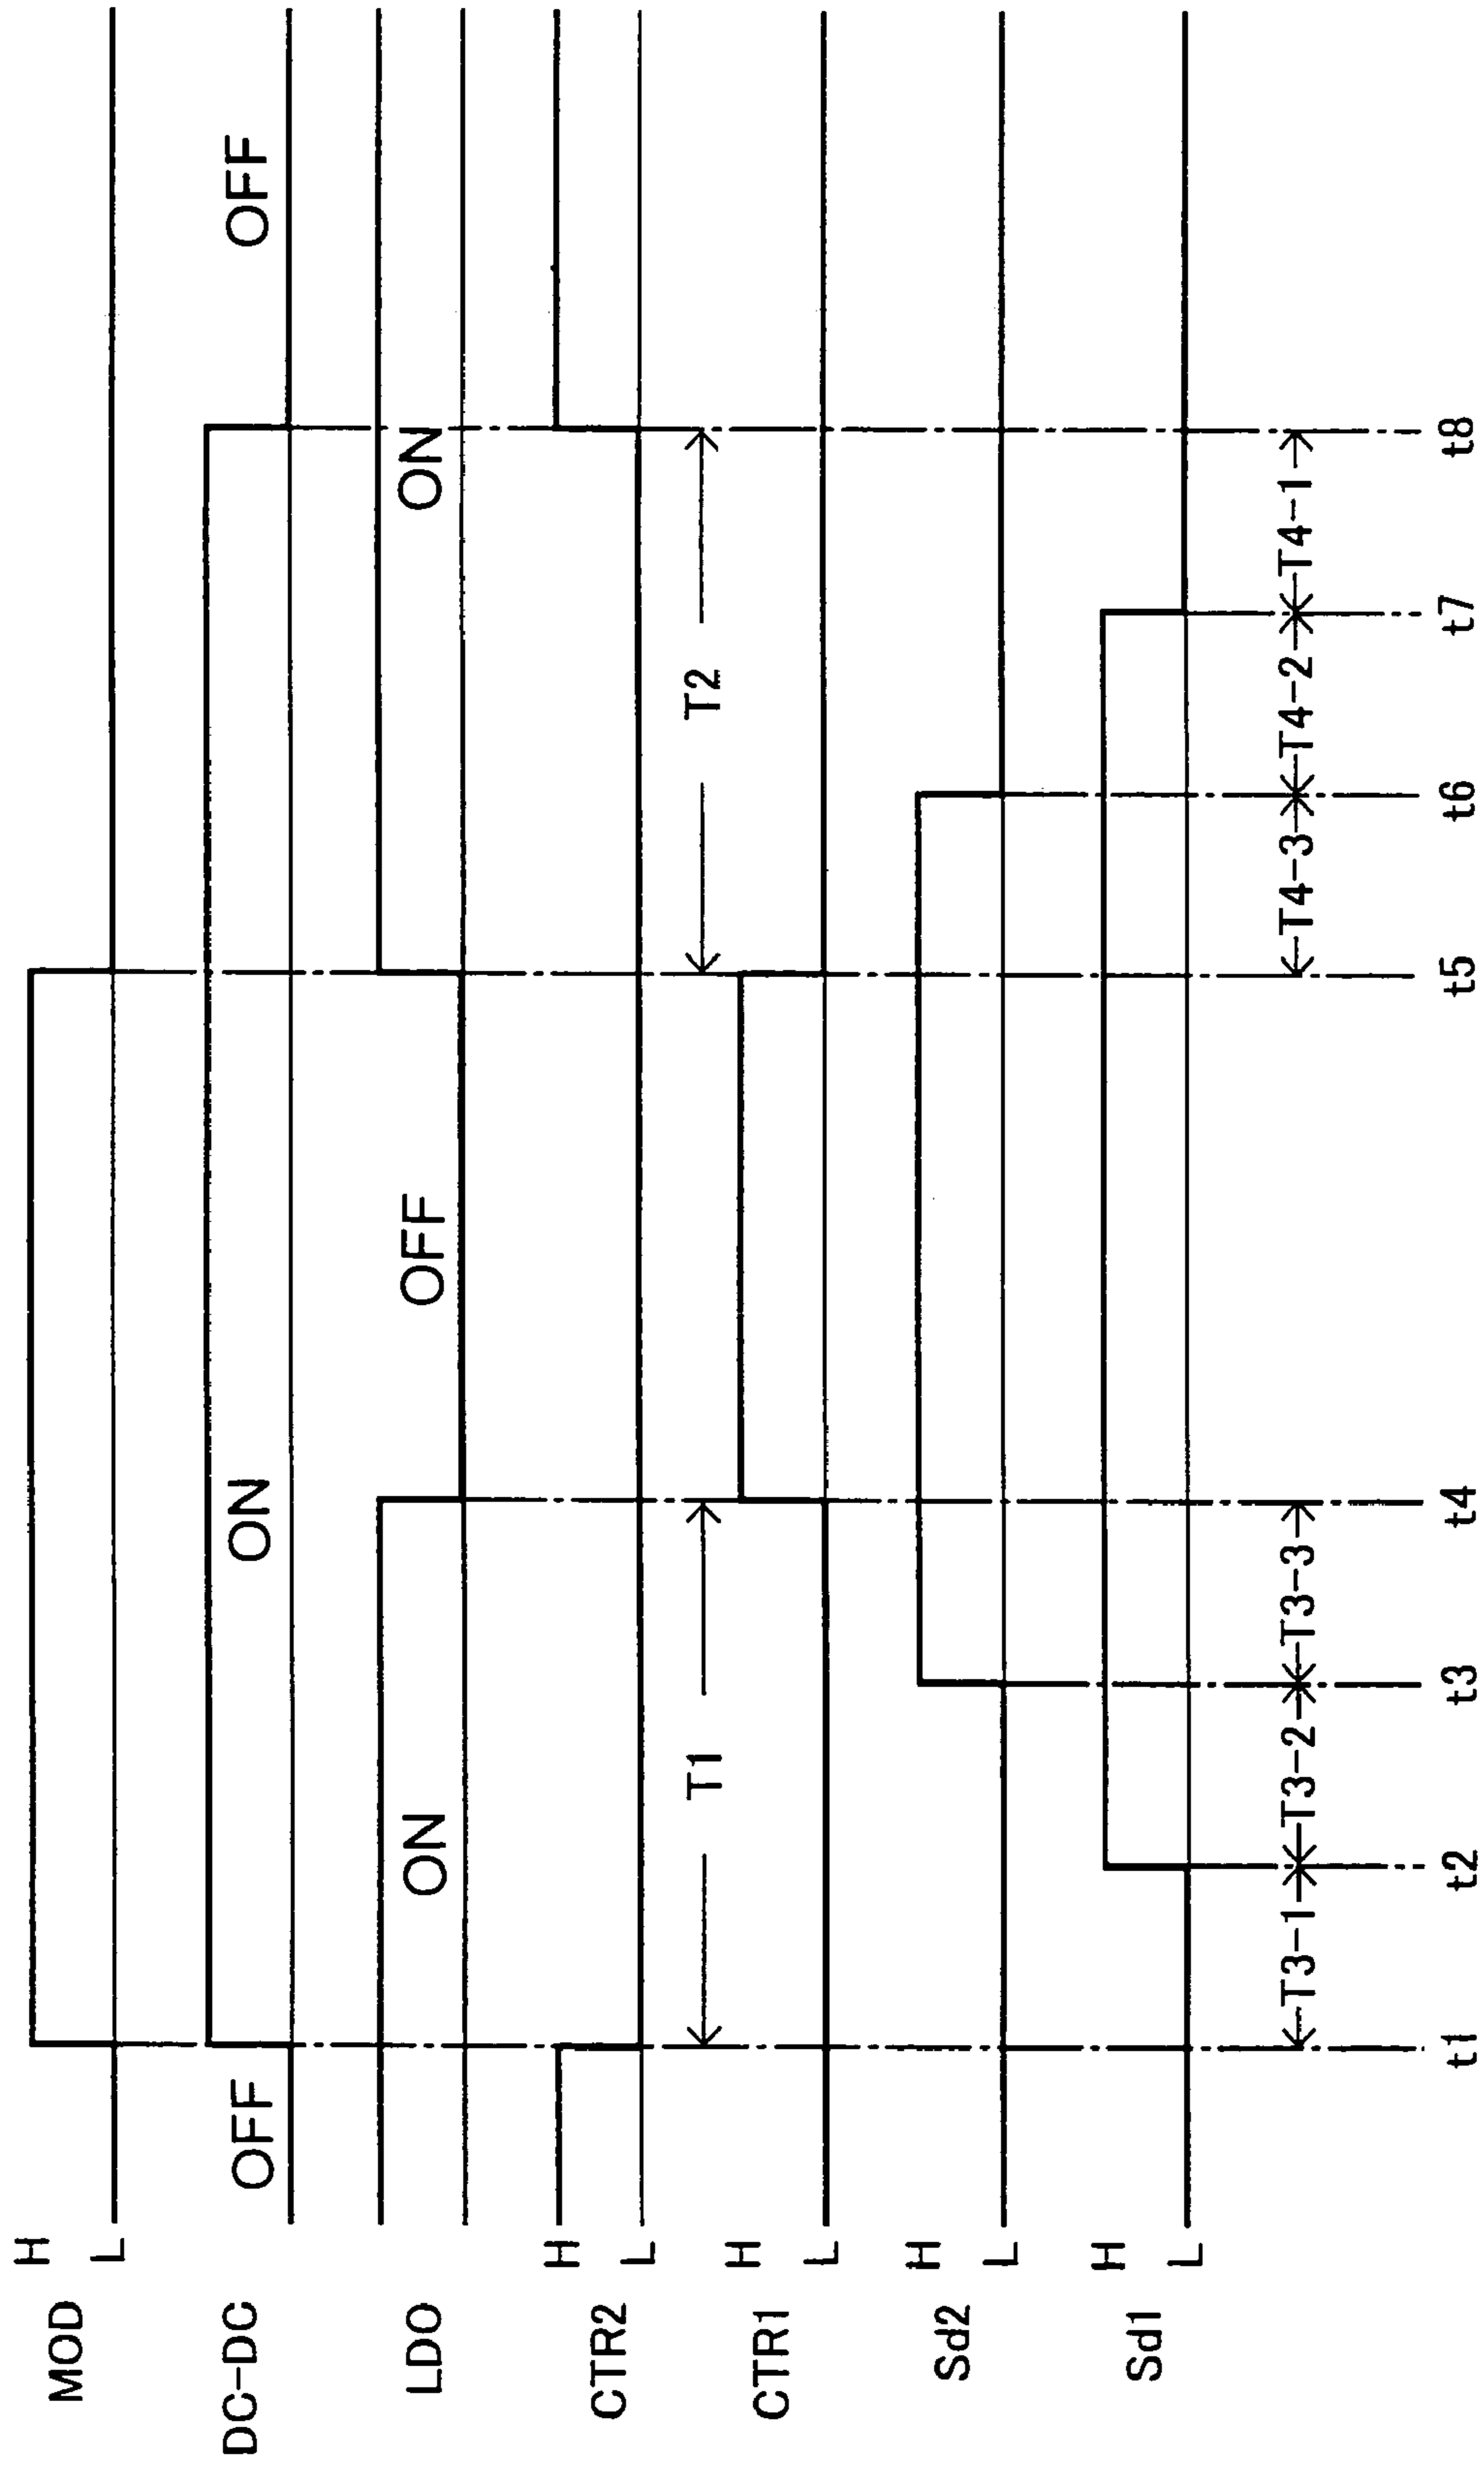 MOD H L
DC-DC OFF ON OFF
LDO ON OFF ON
CTR2 H L
T1 T2
CTR1 H L
Sd2 H L
Sd1 H L
T3-1 T3-2 T3-3 T4-3 T4-2 T4-1
t1 t2 t3 t4 t5 t6 t7 t8